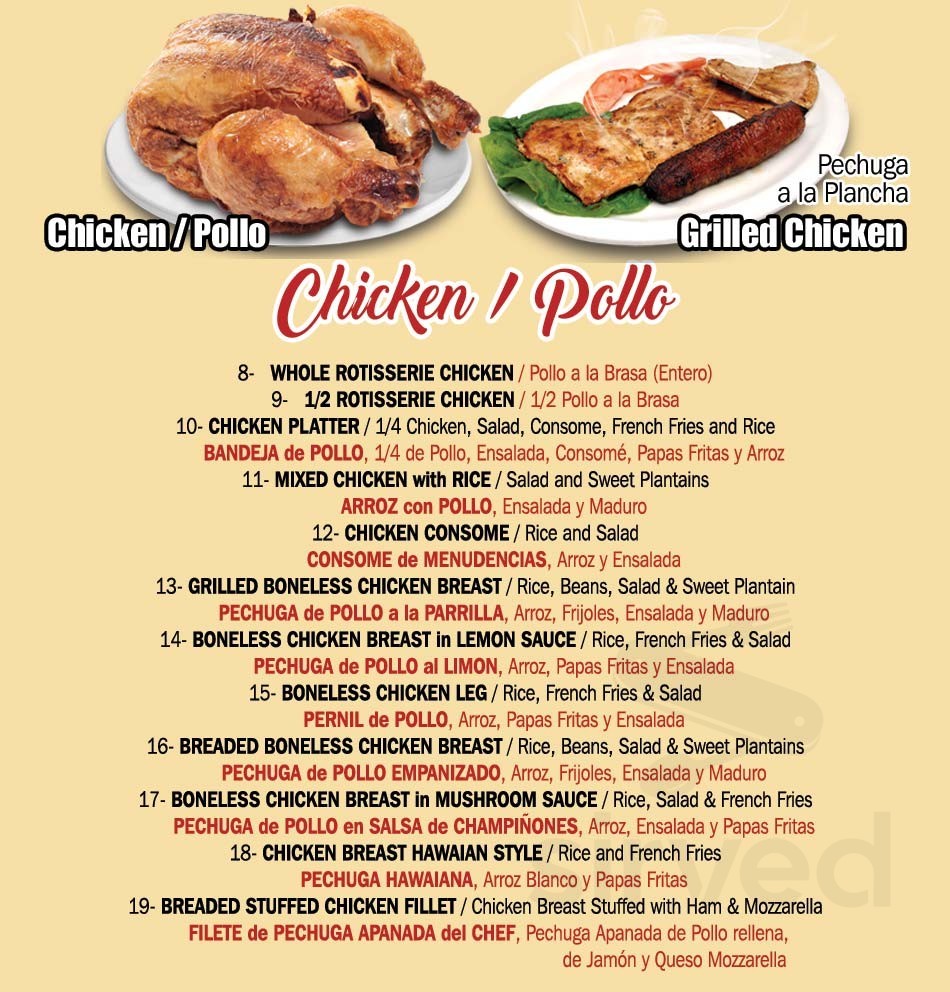 Pechuga
a la Plancha
Chicken / Pollo
Grilled Chicken
Chicken / Pollo
8- WHOLE ROTISSERIE CHICKEN / Pollo a la Brasa (Entero)
9- 1/2 ROTISSERIE CHICKEN / 1/2 Pollo a la Brasa
10- CHICKEN PLATTER / 1/4 Chicken, Salad, Consome, French Fries and Rice
BANDEJA de POLLO, 1/4 de Pollo, Ensalada, Consomé, Papas Fritas y Arroz
11- MIXED CHICKEN with RICE / Salad and Sweet Plantains
ARROZ con POLLO, Ensalada y Maduro
12- CHICKEN CONSOME / Rice and Salad
CONSOME de MENUDENCIAS, Arroz y Ensalada
13- GRILLED BONELESS CHICKEN BREAST / Rice, Beans, Salad & Sweet Plantain
PECHUGA de POLLO a la PARRILLA, Arroz, Frijoles, Ensalada y Maduro
14- BONELESS CHICKEN BREAST in LEMON SAUCE / Rice, French Fries & Salad
PECHUGA de POLLO al LIMON, Arroz, Papas Fritas y Ensalada
15- BONELESS CHICKEN LEG / Rice, French Fries & Salad
PERNIL de POLLO, Arroz, Papas Fritas y Ensalada
16- BREADED BONELESS CHICKEN BREAST / Rice, Beans, Salad & Sweet Plantains
PECHUGA de POLLO EMPANIZADO, Arroz, Frijoles, Ensalada y Maduro
17- BONELESS CHICKEN BREAST in MUSHROOM SAUCE / Rice, Salad & French Fries
PECHUGA de POLLO en SALSA de CHAMPIÑONES, Arroz, Ensalada y Papas Fritas
18- CHICKEN BREAST HAWAIAN STYLE / Rice and French Fries
PECHUGA HAWAIANA, Arroz Blanco y Papas Fritas
19- BREADED STUFFED CHICKEN FILLET / Chicken Breast Stuffed with Ham & Mozzarella
FILETE de PECHUGA APANADA del CHEF, Pechuga Apanada de Pollo rellena,
de Jamón y Queso Mozzarella